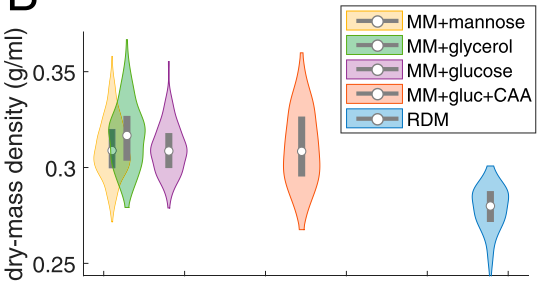 B
MM+mannose
MM+glycerol
MM+glucose
MM+gluc+CAA
RDM
dry-mass density (g/ml)
0.35
0.3
0.25